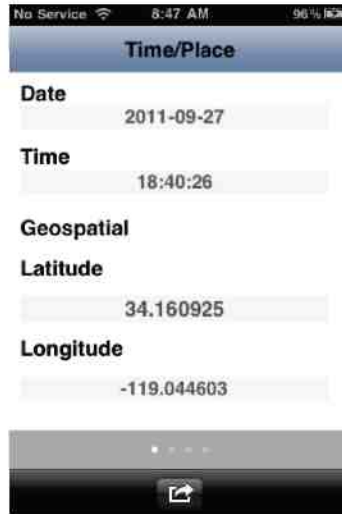 No Service 8:47 AM 96%
Time/Place
Date
2011-09-27
Time
18:40:26
Geospatial
Latitude
34.160925
Longitude
-119.044603